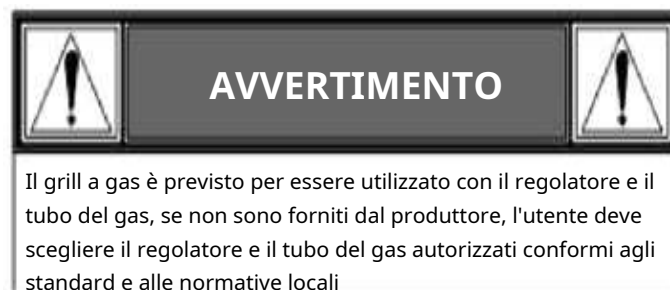 AVVERTIMENTO
Il grill a gas è previsto per essere utilizzato con il regolatore e il
tubo del gas, se non sono forniti dal produttore, l'utente deve
scegliere il regolatore e il tubo del gas autorizzati conformi agli
standard e alle normative locali